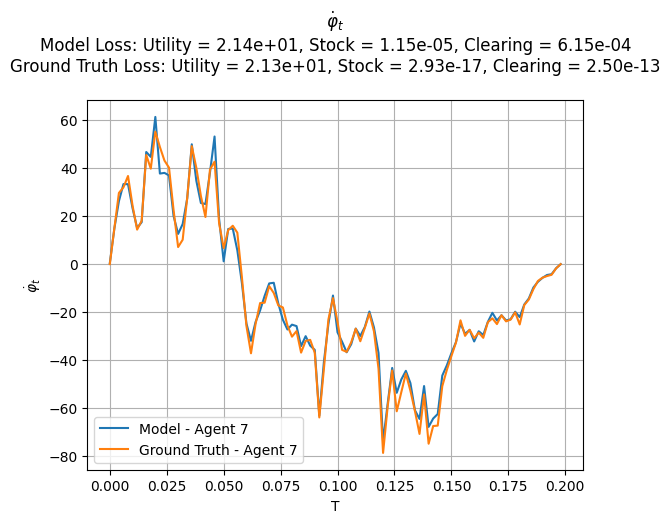 φ̇_t
Model Loss: Utility = 2.14e+01, Stock = 1.15e-05, Clearing = 6.15e-04
Ground Truth Loss: Utility = 2.13e+01, Stock = 2.93e-17, Clearing = 2.50e-13
60
40
20
0
−20
−40
−60
−80
φ̇_t
Model - Agent 7
Ground Truth - Agent 7
0.000 0.025 0.050 0.075 0.100 0.125 0.150 0.175 0.200
T